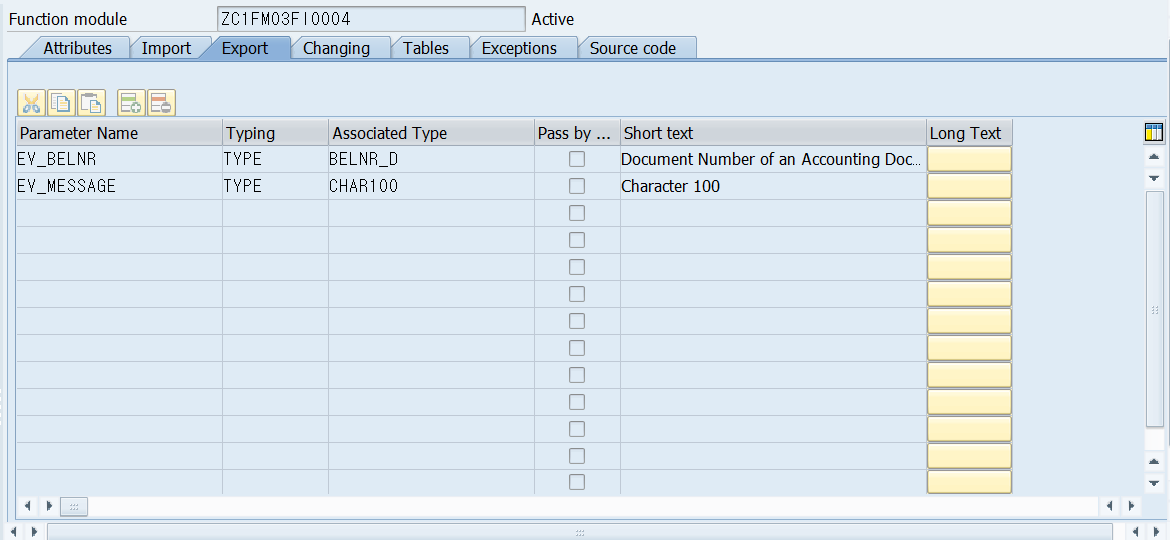 Function module ZC1FM03FI0004 Active
Attributes Import Export Changing Tables Exceptions Source code
Parameter Name Typing Associated Type Pass by ... Short text Long Text
EV_BELNR TYPE BELNR_D Document Number of an Accounting Doc...
EV_MESSAGE TYPE CHAR100 Character 100